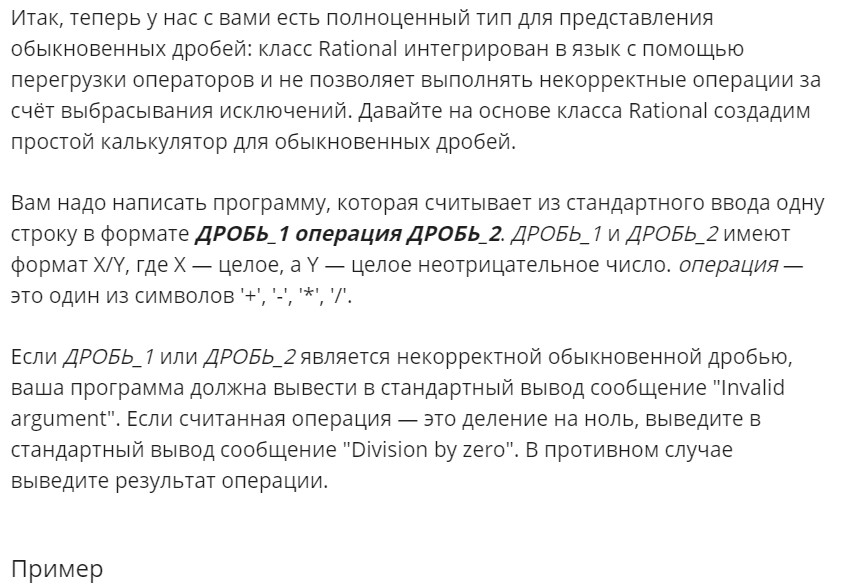 Итак, теперь у нас с вами есть полноценный тип для представления
обыкновенных дробей: класс Rational интегрирован в язык с помощью
перегрузки операторов и не позволяет выполнять некорректные операции за
счёт выбрасывания исключений. Давайте на основе класса Rational создадим
простой калькулятор для обыкновенных дробей.
Вам надо написать программу, которая считывает из стандартного ввода одну
строку в формате ДРОБЬ_1 операция ДРОБЬ_2. ДРОБЬ_1 и ДРОБЬ_2 имеют
формат X/Y, где X — целое, а Y — целое неотрицательное число. операция —
это один из символов '+', '-', '*', '/'.
Если ДРОБЬ_1 или ДРОБЬ_2 является некорректной обыкновенной дробью,
ваша программа должна вывести в стандартный вывод сообщение "Invalid
argument". Если считанная операция — это деление на ноль, выведите в
стандартный вывод сообщение "Division by zero". В противном случае
выведите результат операции.
Пример